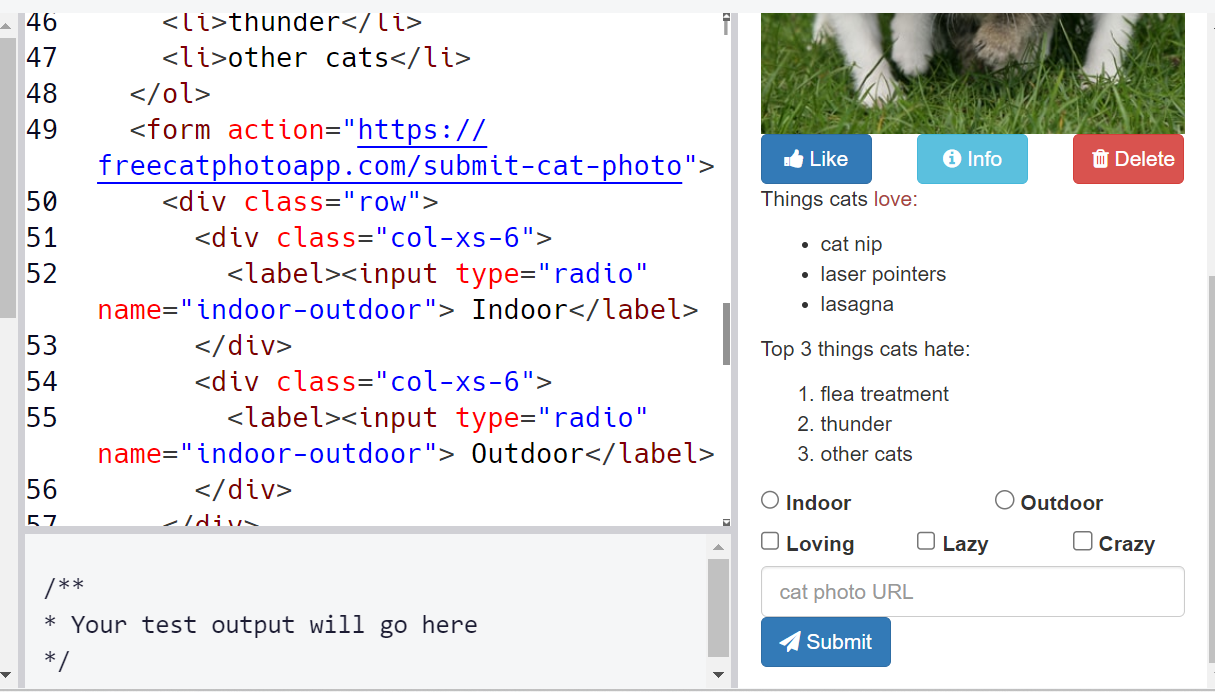 46 <li>thunder</li>
47 <li>other cats</li>
48 </ol>
49 <form action="https://
freecatphotoapp.com/submit-cat-photo">
50 <div class="row">
51 <div class="col-xs-6">
52 <label><input type="radio"
name="indoor-outdoor"> Indoor</label>
53 </div>
54 <div class="col-xs-6">
55 <label><input type="radio"
name="indoor-outdoor"> Outdoor</label>
56 </div>
57 </div>
/**
* Your test output will go here
*/
Like Info Delete
Things cats love:
• cat nip
• laser pointers
• lasagna
Top 3 things cats hate:
1. flea treatment
2. thunder
3. other cats
Indoor Outdoor
Loving Lazy Crazy
cat photo URL
Submit